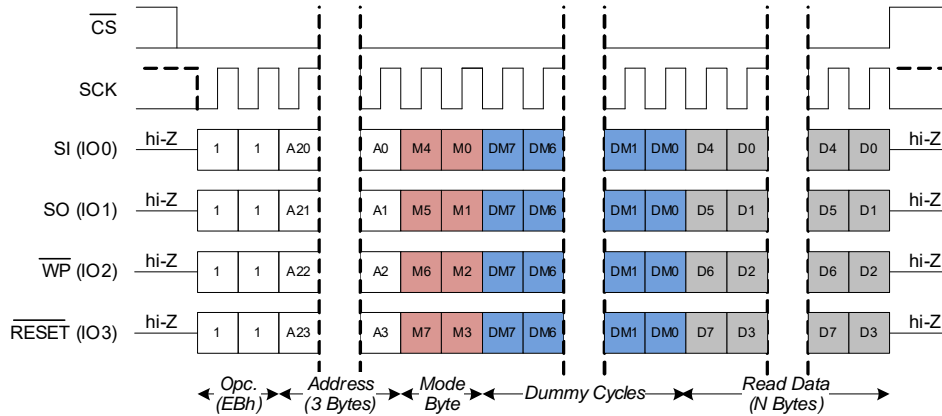 CS
SCK
SI (IO0) hi-Z 1 1 A20 A0 M4 M0 DM7 DM6 DM1 DM0 D4 D0 D4 D0 hi-Z
SO (IO1) hi-Z 1 1 A21 A1 M5 M1 DM7 DM6 DM1 DM0 D5 D1 D5 D1 hi-Z
WP (IO2) hi-Z 1 1 A22 A2 M6 M2 DM7 DM6 DM1 DM0 D6 D2 D6 D2 hi-Z
RESET (IO3) hi-Z 1 1 A23 A3 M7 M3 DM7 DM6 DM1 DM0 D7 D3 D7 D3 hi-Z
Opc. Address Mode Dummy Cycles Read Data
(EBh) (3 Bytes) Byte (N Bytes)